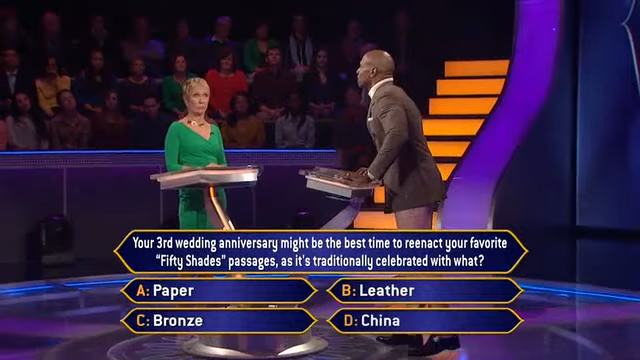 Your 3rd wedding anniversary might be the best time to reenact your favorite
“Fifty Shades” passages, as it's traditionally celebrated with what?
A: Paper
B: Leather
C: Bronze
D: China